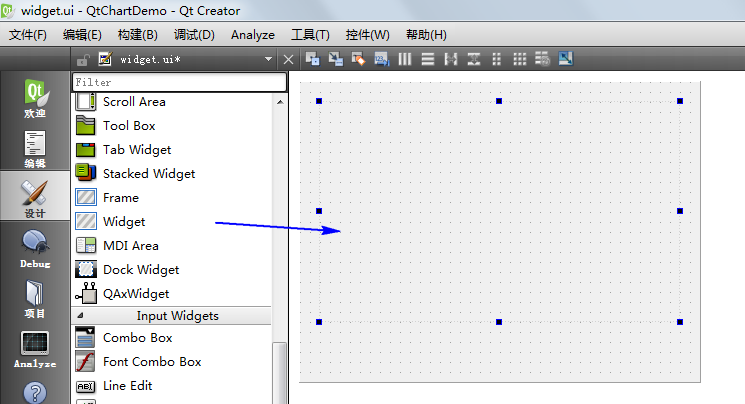 widget.ui - QtChartDemo - Qt Creator
文件(F) 编辑(E) 构建(B) 调试(D) Analyze 工具(T) 控件(W) 帮助(H)
widget.ui*
Filter
Scroll Area
Tool Box
Tab Widget
Stacked Widget
Frame
Widget
MDI Area
Dock Widget
QAxWidget
Input Widgets
Combo Box
Font Combo Box
ABI Line Edit
Qt
欢迎
编辑
设计
Debug
项目
Analyze